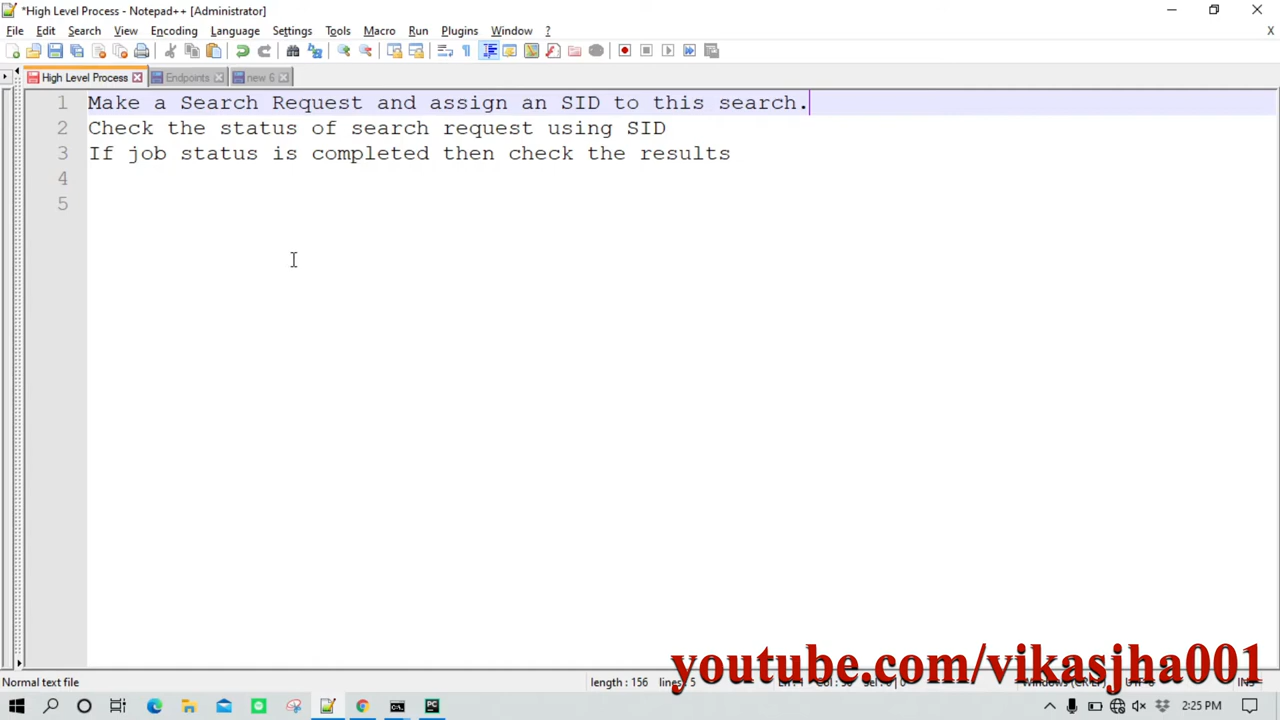 *High Level Process - Notepad++ [Administrator]
File Edit Search View Encoding Language Settings Tools Macro Run Plugins Window ? X
High Level Process Endpoints new 6
1 Make a Search Request and assign an SID to this search.
2 Check the status of search request using SID
3 If job status is completed then check the results
4
5
youtube.com/vikasjha001
Normal text file length : 156 lines: 5
2:25 PM